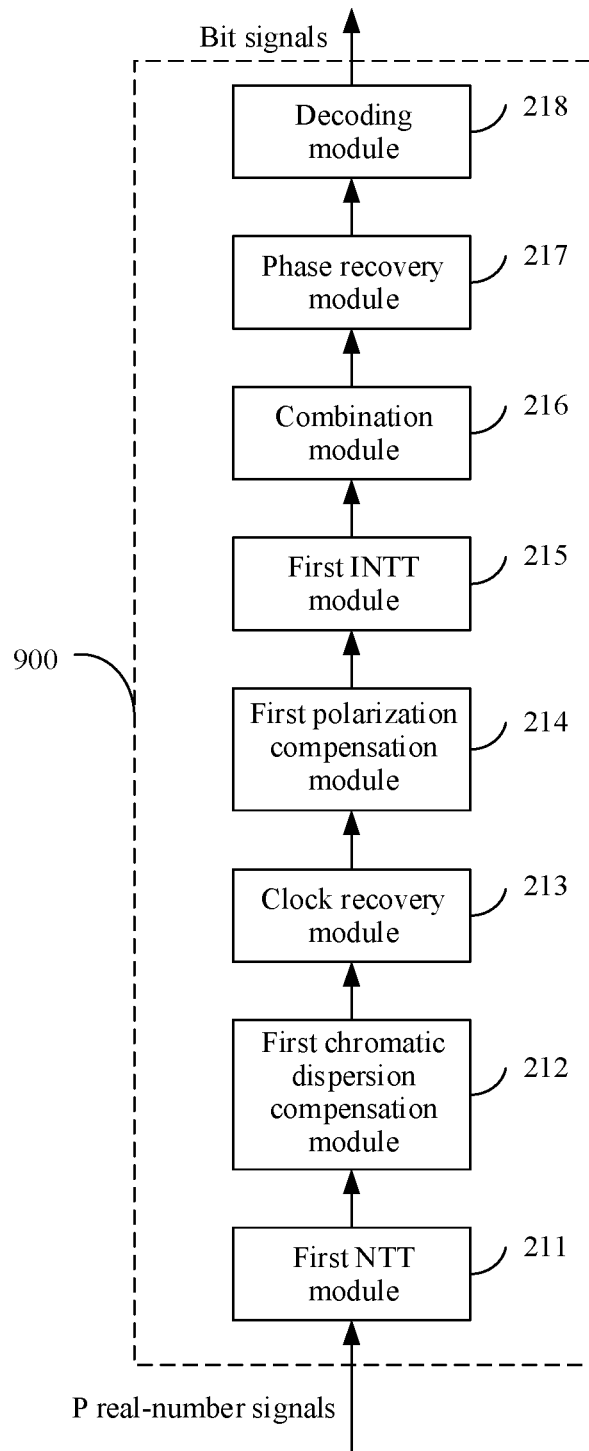 Bit signals
Decoding
module
218
Phase recovery
module
217
Combination
module
216
First INTT
module
215
900
First polarization
compensation
module
214
Clock recovery
module
213
First chromatic
dispersion
compensation
module
212
First NTT
module
211
P real-number signals